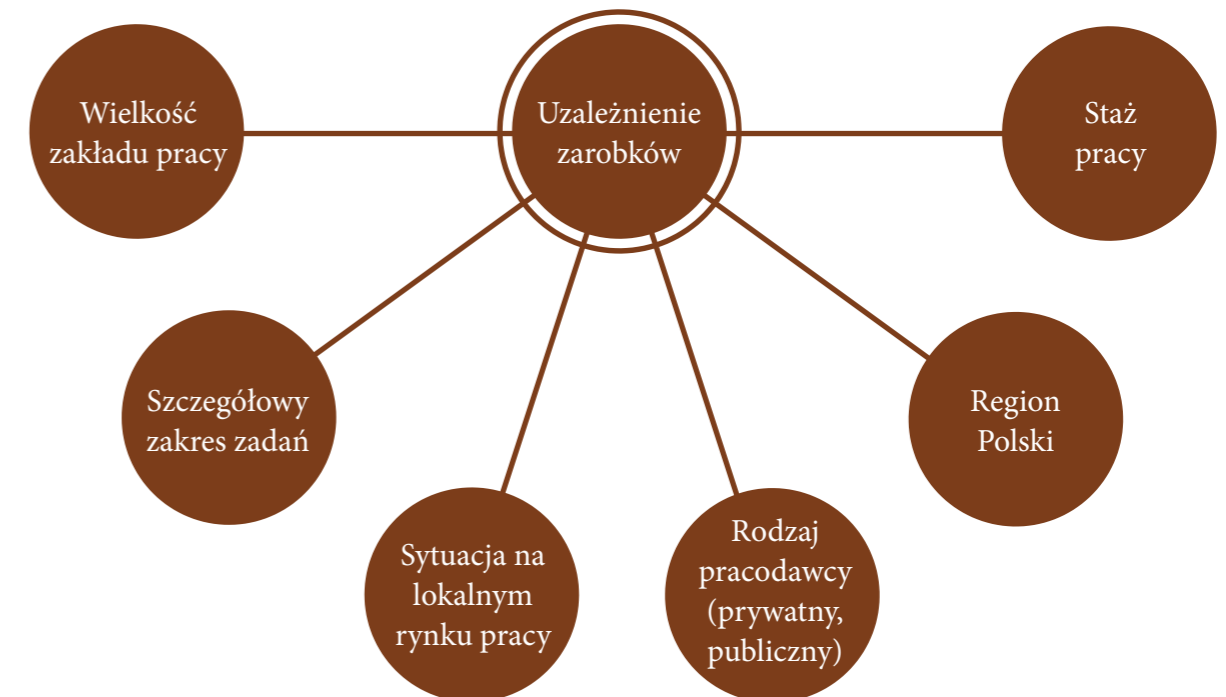 Wielkość
zakładu pracy
Uzależnienie
zarobków
Staż
pracy
Szczegółowy
zakres zadań
Region
Polski
Sytuacja na
lokalnym
rynku pracy
Rodzaj
pracodawcy
(prywatny,
publiczny)